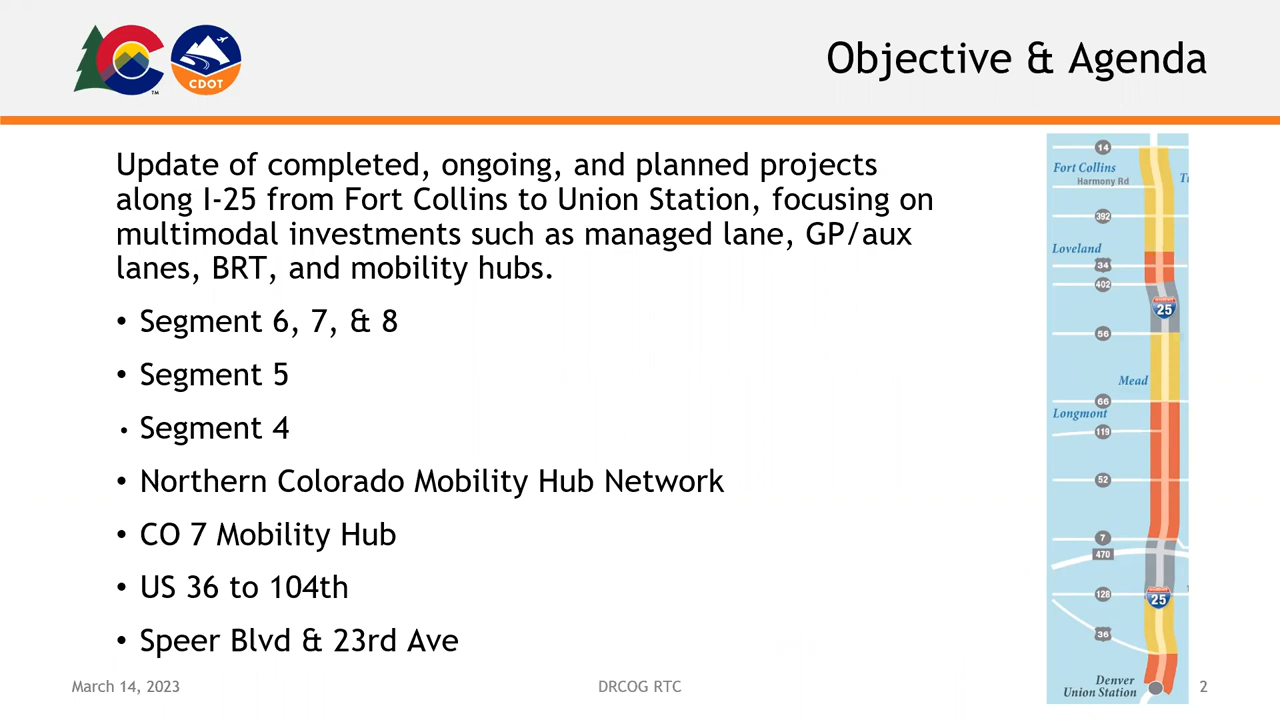 CDOT
TM
Objective & Agenda
Update of completed, ongoing, and planned projects
along I-25 from Fort Collins to Union Station, focusing on
multimodal investments such as managed lane, GP/aux
lanes, BRT, and mobility hubs.
• Segment 6, 7, & 8
• Segment 5
• Segment 4
• Northern Colorado Mobility Hub Network
• CO 7 Mobility Hub
• US 36 to 104th
• Speer Blvd & 23rd Ave
14
Fort Collins
Harmony Rd
392
Loveland
34
402
25
56
Mead
66
Longmont
119
52
7
470
128
25
36
Denver
Union Station
March 14, 2023
DRCOG RTC
2